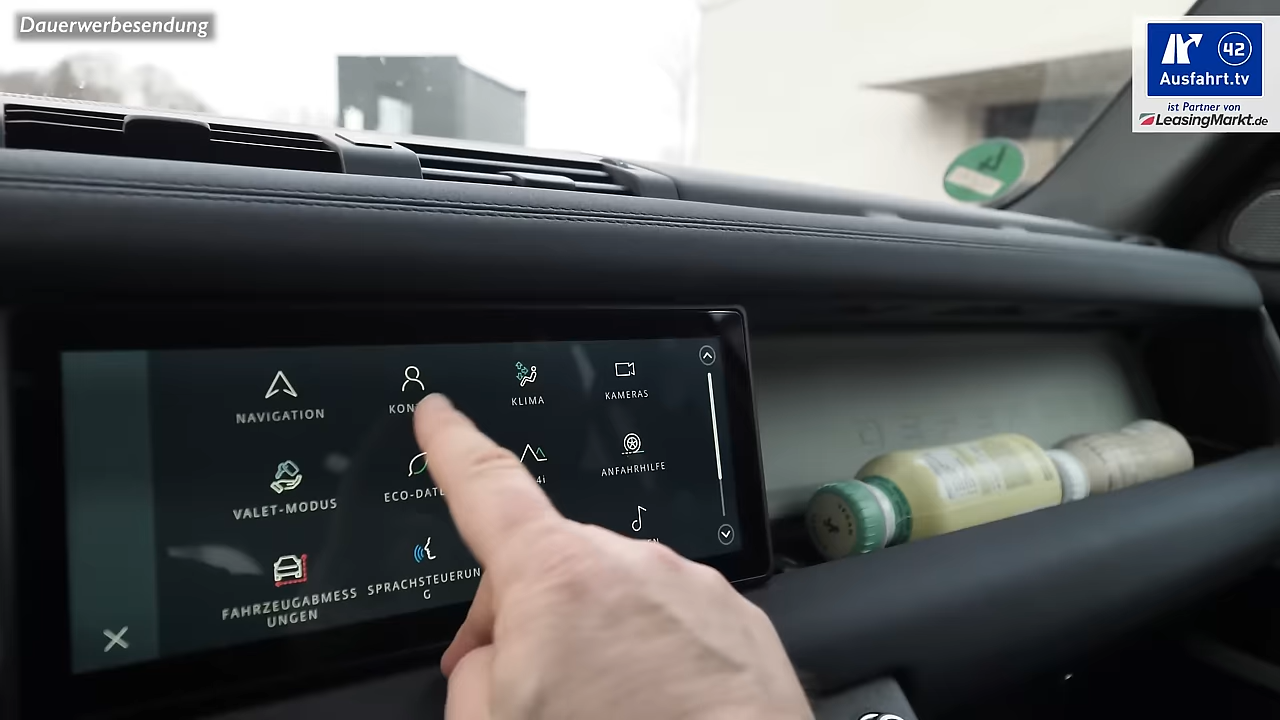 Dauerwerbesendung
42
Ausfahrt.tv
ist Partner von
LeasingMarkt.de
NAVIGATION
KLIMA
KAMERAS
VALET-MODUS
ANFAHRHILFE
FAHRZEUGABMESS
UNGEN
SPRACHSTEUERUN
G